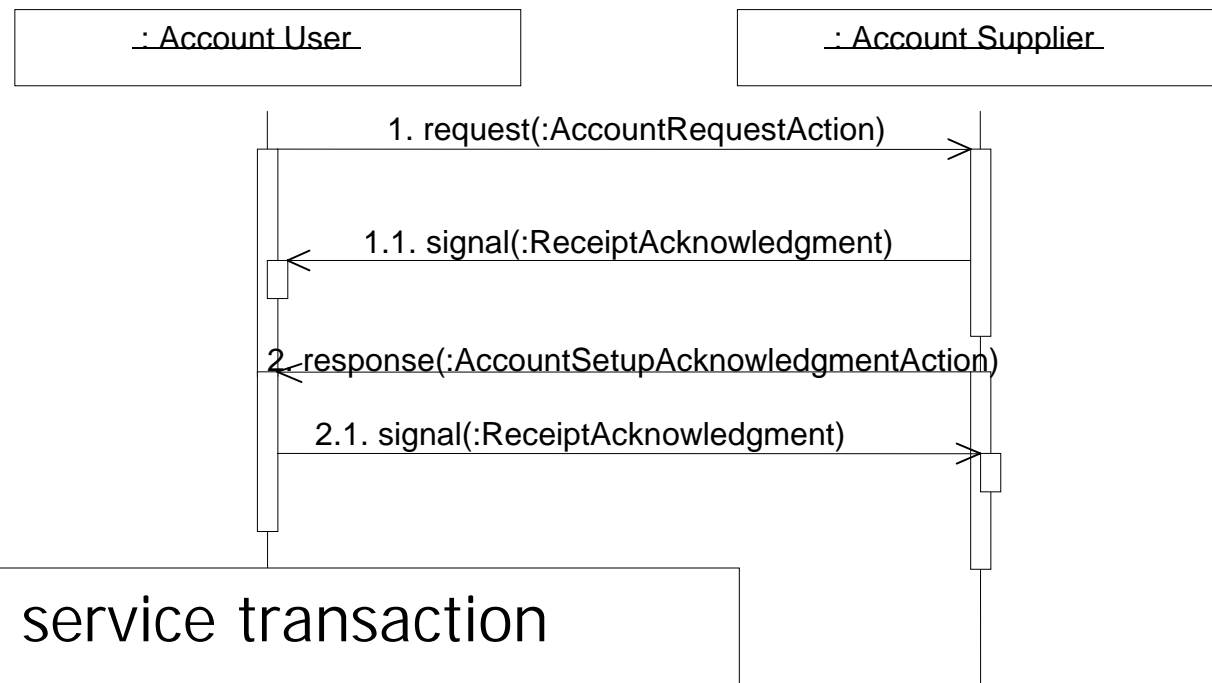 : Account User
: Account Supplier
1. request(:AccountRequestAction)
1.1. signal(:ReceiptAcknowledgment)
2. response(:AccountSetupAcknowledgmentAction)
2.1. signal(:ReceiptAcknowledgment)
service transaction